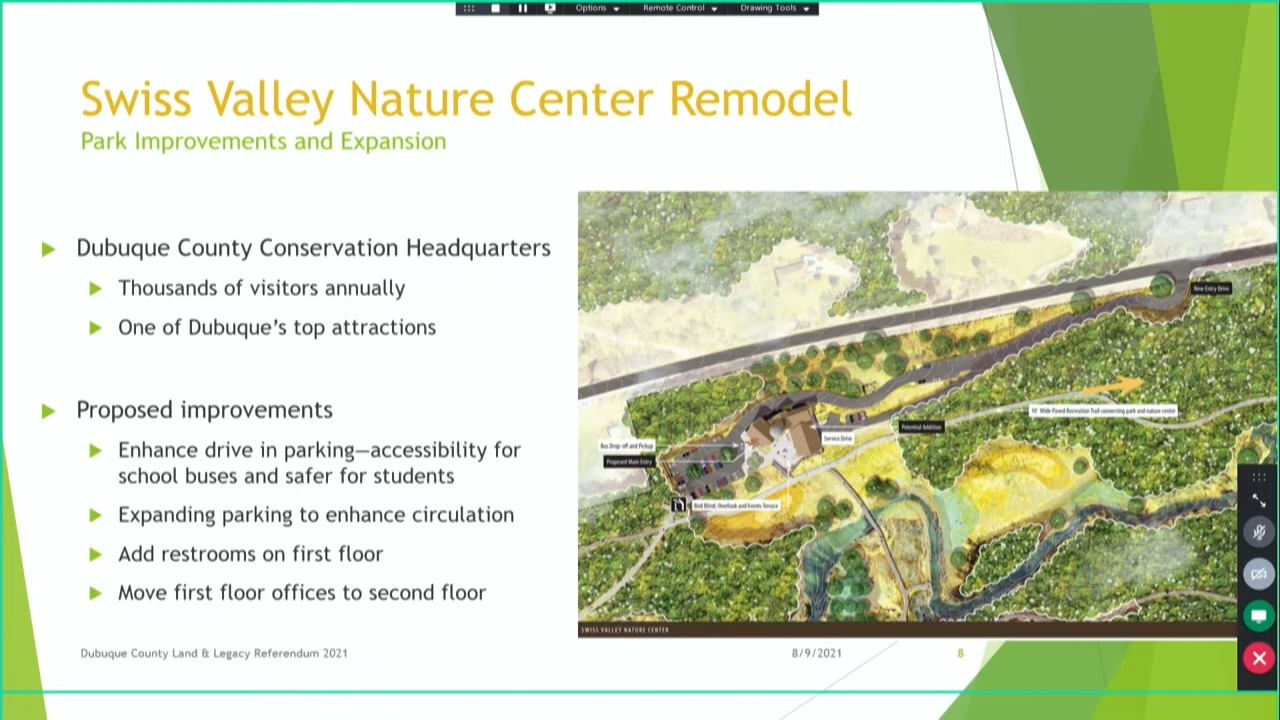 Options
Remote Control
Drawing Tools
Swiss Valley Nature Center Remodel
Park Improvements and Expansion
Dubuque County Conservation Headquarters
Thousands of visitors annually
One of Dubuque's top attractions
Proposed improvements
Enhance drive in parking—accessibility for
school buses and safer for students
Expanding parking to enhance circulation
Add restrooms on first floor
Move first floor offices to second floor
New Entry Drive
10' Wide Paved Recreation Trail connecting park and nature center
Potential Addition
Service Drive
Bus Drop-off and Pickup
Proposed Main Entry
Bird Blind, Overlook and Events Terrace
SWISS VALLEY NATURE CENTER
Dubuque County Land & Legacy Referendum 2021
8/9/2021
8